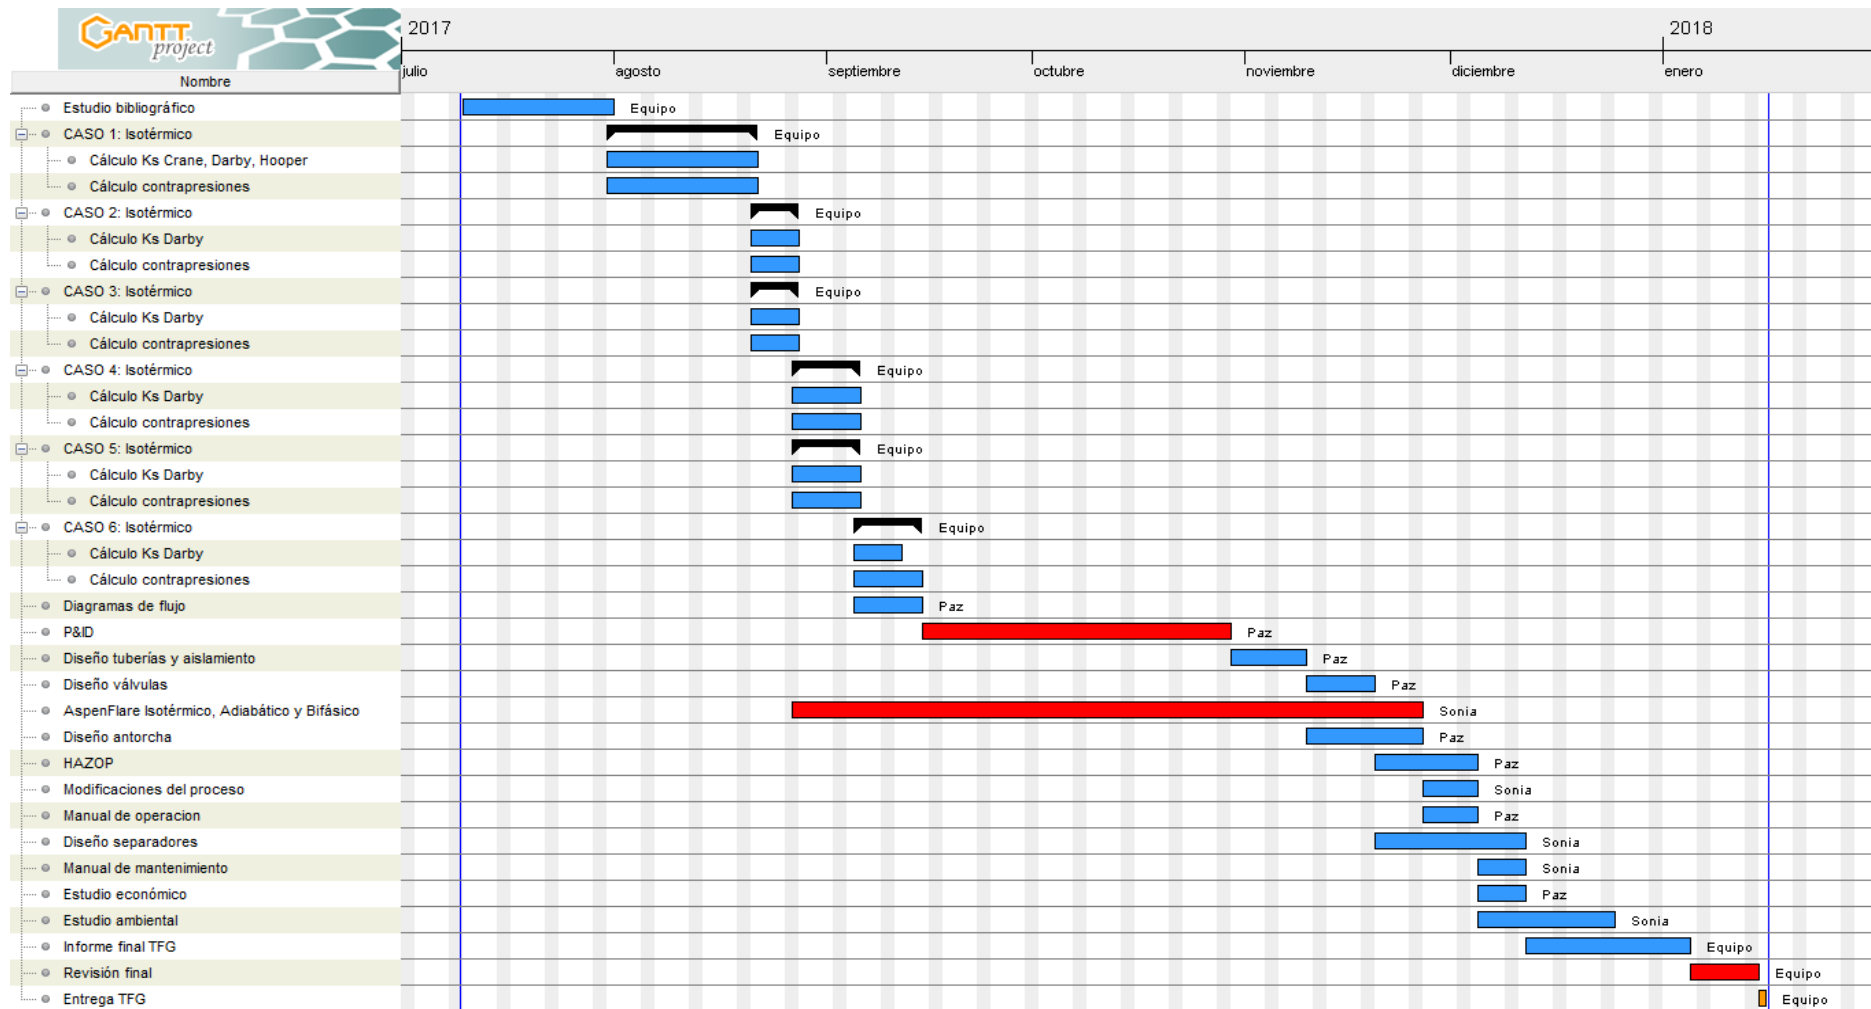 GANTT
project
2017
2018
Nombre
julio
agosto
septiembre
octubre
noviembre
diciembre
enero
Estudio bibliográfico
Equipo
CASO 1: Isotérmico
Equipo
Cálculo Ks Crane, Darby, Hooper
Cálculo contrapresiones
CASO 2: Isotérmico
Equipo
Cálculo Ks Darby
Cálculo contrapresiones
CASO 3: Isotérmico
Equipo
Cálculo Ks Darby
Cálculo contrapresiones
CASO 4: Isotérmico
Equipo
Cálculo Ks Darby
Cálculo contrapresiones
CASO 5: Isotérmico
Equipo
Cálculo Ks Darby
Cálculo contrapresiones
CASO 6: Isotérmico
Equipo
Cálculo Ks Darby
Cálculo contrapresiones
Diagramas de flujo
Paz
P&ID
Paz
Diseño tuberías y aislamiento
Paz
Diseño válvulas
Paz
AspenFlare Isotérmico, Adiabático y Bifásico
Sonia
Diseño antorcha
Paz
HAZOP
Paz
Modificaciones del proceso
Sonia
Manual de operacion
Paz
Diseño separadores
Sonia
Manual de mantenimiento
Sonia
Estudio económico
Paz
Estudio ambiental
Sonia
Informe final TFG
Equipo
Revisión final
Equipo
Entrega TFG
Equipo